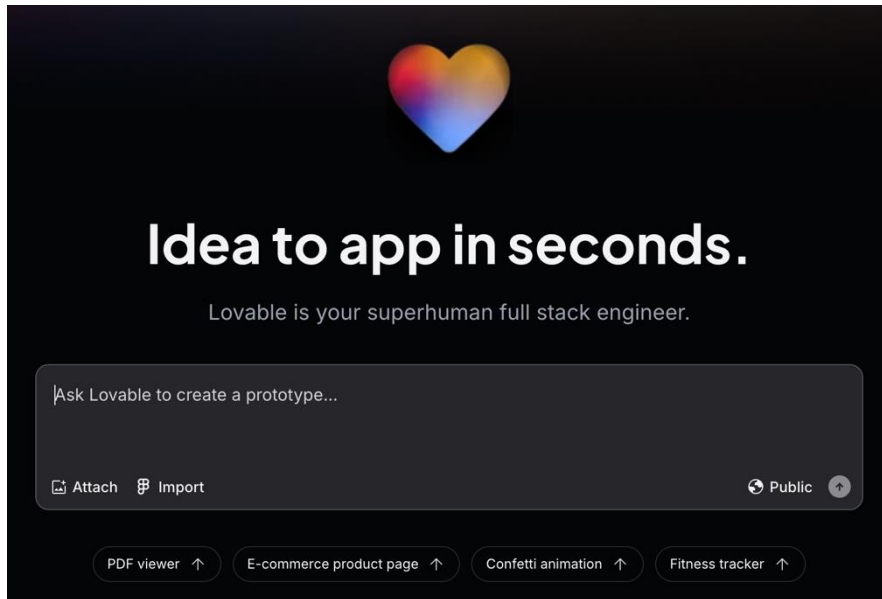 Idea to app in seconds.
Lovable is your superhuman full stack engineer.
Ask Lovable to create a prototype...
Attach Import Public
PDF viewer E-commerce product page Confetti animation Fitness tracker